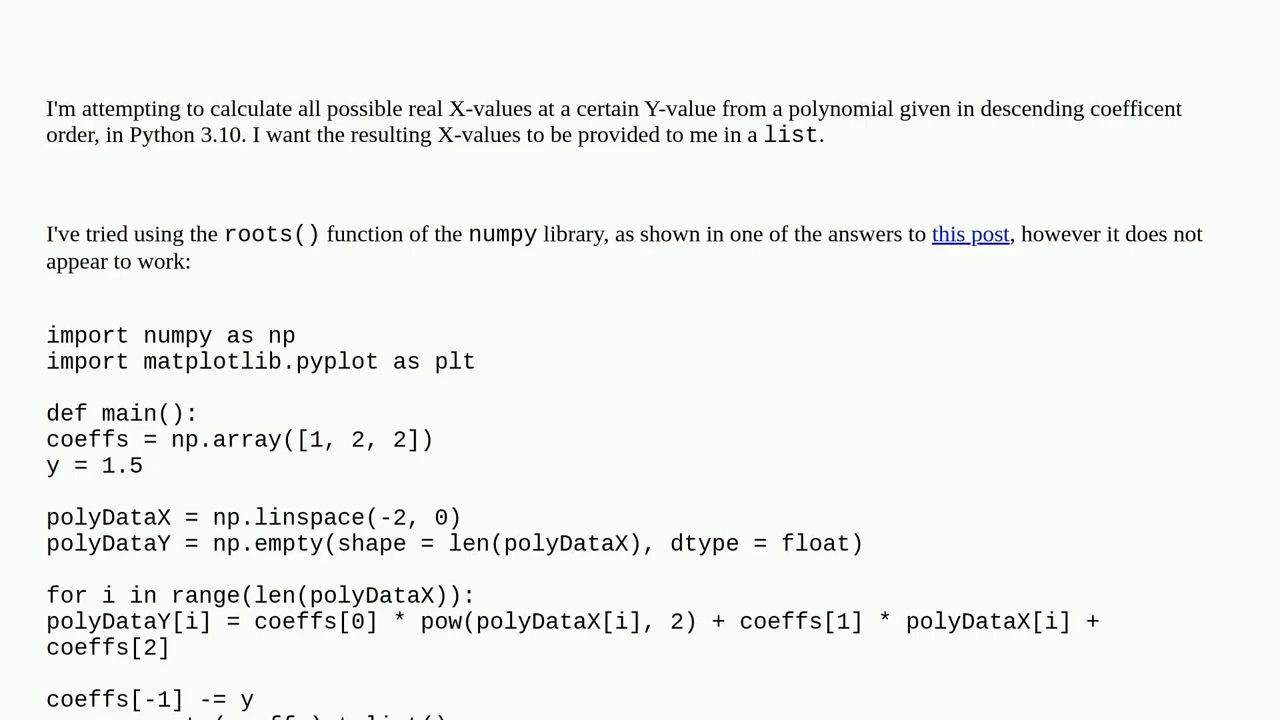 I'm attempting to calculate all possible real X-values at a certain Y-value from a polynomial given in descending coefficent
order, in Python 3.10. I want the resulting X-values to be provided to me in a list.
I've tried using the roots() function of the numpy library, as shown in one of the answers to this post, however it does not
appear to work:
import numpy as np
import matplotlib.pyplot as plt
def main():
coeffs = np.array([1, 2, 2])
y = 1.5
polyDataX = np.linspace(-2, 0)
polyDataY = np.empty(shape = len(polyDataX), dtype = float)
for i in range(len(polyDataX)):
polyDataY[i] = coeffs[0] * pow(polyDataX[i], 2) + coeffs[1] * polyDataX[i] +
coeffs[2]
coeffs[-1] -= y